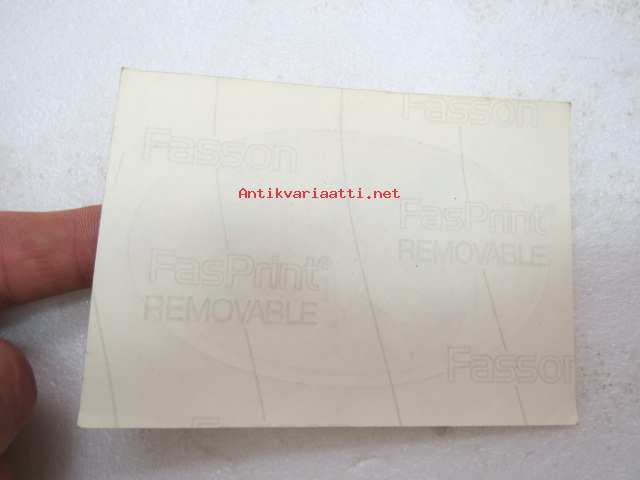 Fasson
Fasson
Antikvariaatti.net
FasPrint®
REMOVABLE
FasPrint®
REMOVABLE
Fasson